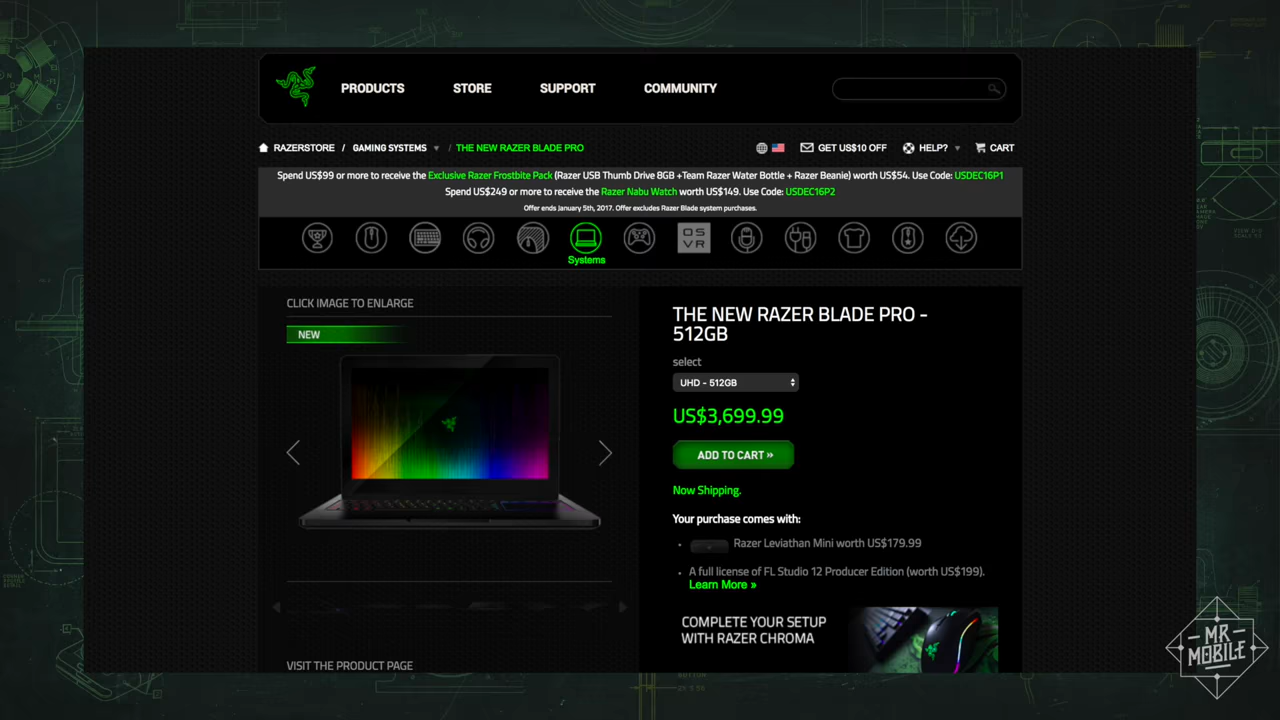 PRODUCTS STORE SUPPORT COMMUNITY
RAZERSTORE / GAMING SYSTEMS / THE NEW RAZER BLADE PRO GET US$10 OFF HELP? CART
Spend US$99 or more to receive the Exclusive Razer Frostbite Pack (Razer USB Thumb Drive 8GB +Team Razer Water Bottle + Razer Beanie) worth US$54. Use Code: USDEC16P1
Spend US$249 or more to receive the Razer Nabu Watch worth US$149. Use Code: USDEC16P2
Offer ends January 5th, 2017. Offer excludes Razer Blade system purchases.
OS
VR
Systems
CLICK IMAGE TO ENLARGE
NEW
THE NEW RAZER BLADE PRO -
512GB
select
UHD - 512GB
US$3,699.99
ADD TO CART »
Now Shipping.
Your purchase comes with:
• Razer Leviathan Mini worth US$179.99
• A full license of FL Studio 12 Producer Edition (worth US$199).
Learn More »
COMPLETE YOUR SETUP
WITH RAZER CHROMA
VISIT THE PRODUCT PAGE
MR
MOBILE